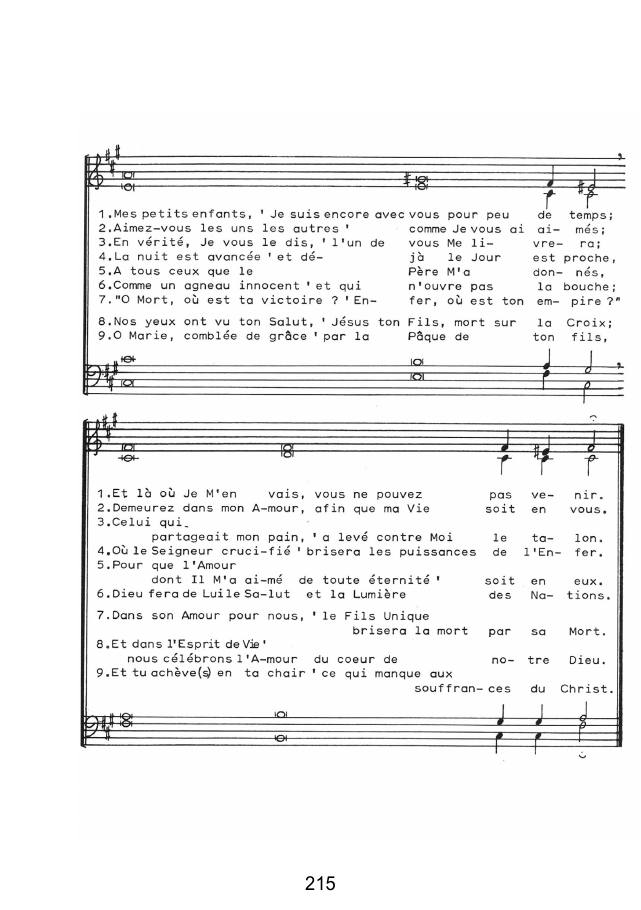 1.Mes petits enfants, ' Je suis encore avec vous pour peu de temps;
2.Aimez-vous les uns les autres ' comme Je vous ai ai- més;
3.En vérité, Je vous le dis, ' l'un de vous Me li- vre- ra;
4.La nuit est avancée ' et dé- jà le Jour est proche,
5.A tous ceux que le Père M'a don- nés,
6.Comme un agneau innocent ' et qui n'ouvre pas la bouche;
7."O Mort, où est ta victoire ? 'En- fer, où est ton em- pire ?"
8.Nos yeux ont vu ton Salut, ' Jésus ton Fils, mort sur la Croix;
9.O Marie, comblée de grâce ' par la Pâque de ton fils,
1.Et là où Je M'en vais, vous ne pouvez pas ve- nir.
2.Demeurez dans mon A-mour, afin que ma Vie soit en vous.
3.Celui qui
partageait mon pain, ' a levé contre Moi le ta- lon.
4.Où le Seigneur cruci-fié ' brisera les puissances de l'En- fer.
5.Pour que l'Amour
dont Il M'a ai-mé de toute éternité ' soit en eux.
6.Dieu fera de Lui le Sa-lut et la Lumière des Na- tions.
7.Dans son Amour pour nous, ' le Fils Unique
brisera la mort par sa Mort.
8.Et dans l'Esprit de Vie '
nous célébrons l'A-mour du coeur de no- tre Dieu.
9.Et tu achève(s) en ta chair ' ce qui manque aux
souffran- ces du Christ.
215